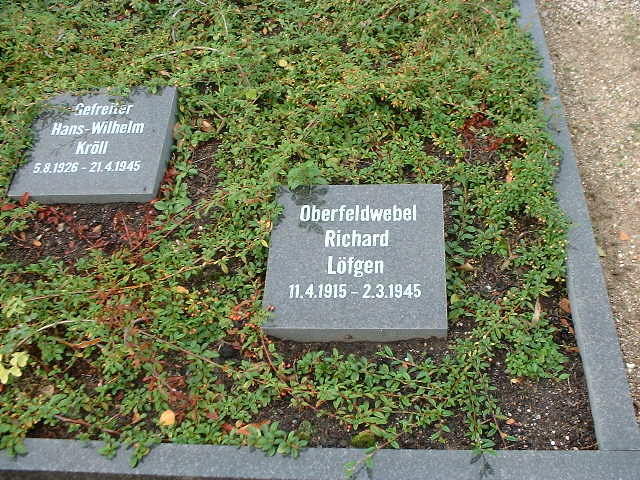 Gefreiter
Hans-Wilhelm
Kröll
5.8.1926 - 21.4.1945
Oberfeldwebel
Richard
Löfgen
11.4.1915 - 2.3.1945